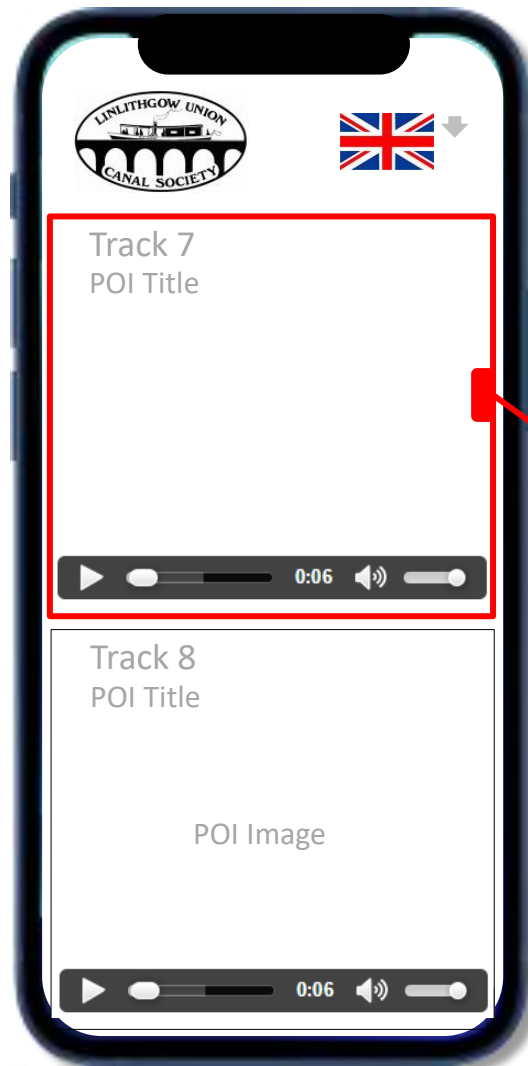 LINLITHGOW UNION
CANAL SOCIETY
Track 7
POI Title
0:06
Track 8
POI Title
POI Image
0:06